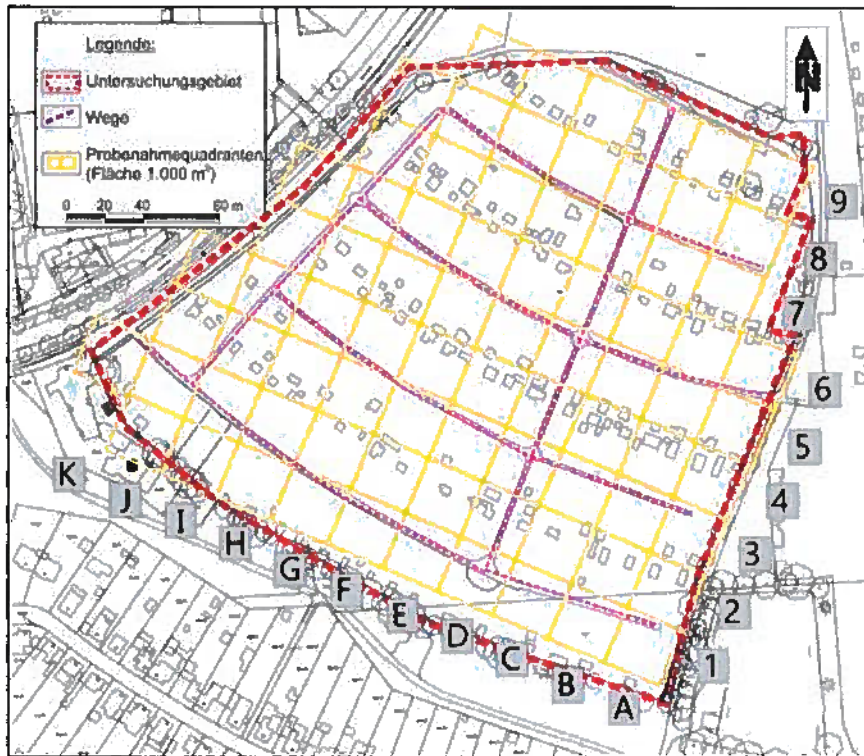 Legende:
Untersuchungsgebiet
Wege
Probenahmequadranten
(Fläche 1.000 m²)
0 20 40 80 m
N
9
8
7
6
5
4
3
2
1
K
J
I
H
G
F
E
D
C
B
A